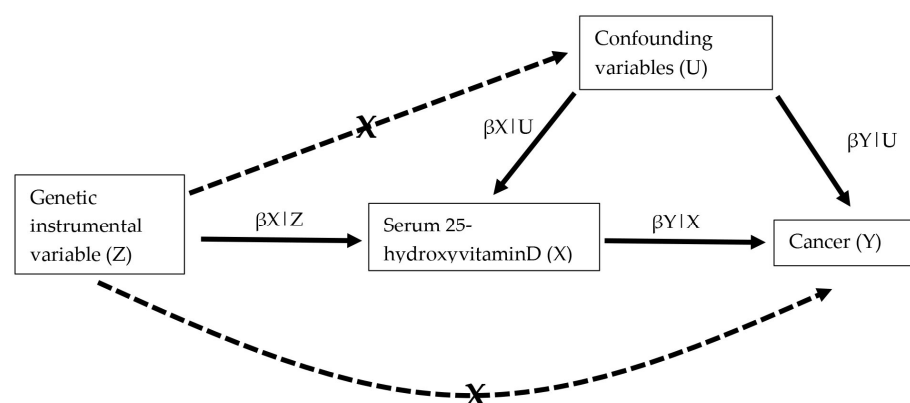 Confounding
variables (U)
X
βX|U
βY|U
Genetic
instrumental
variable (Z)
βX|Z
Serum 25-
hydroxyvitaminD (X)
βY|X
Cancer (Y)
X